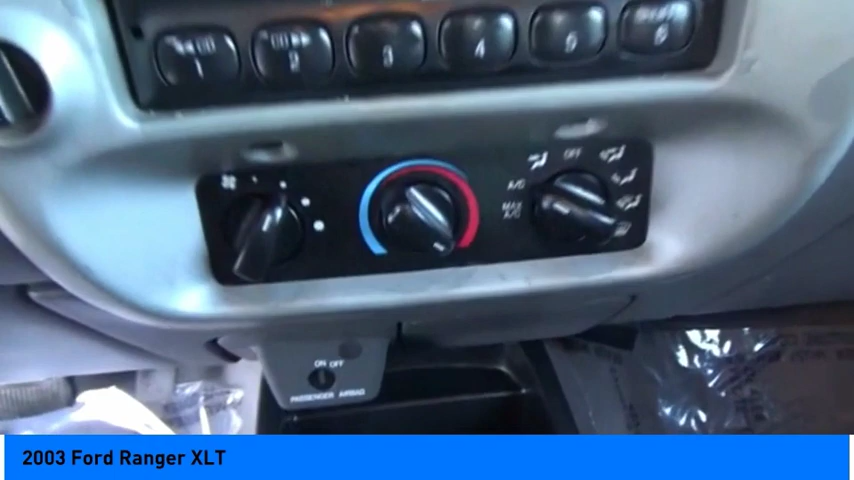 1 2 3 4 5 6
OFF
A/C
MAX
A/C
ON OFF
PASSENGER AIRBAG
2003 Ford Ranger XLT